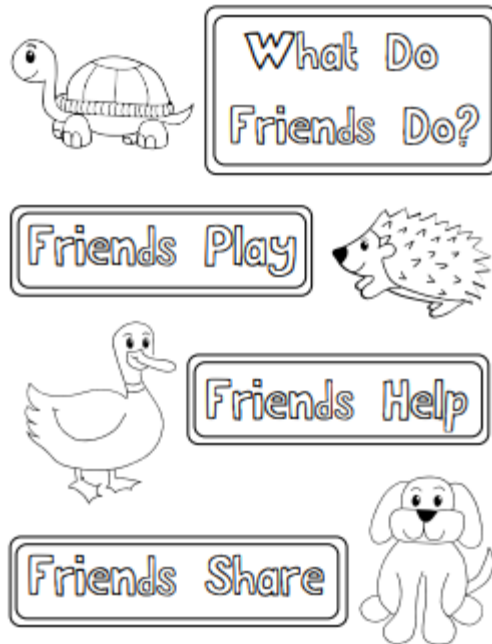 What Do
Friends Do?
Friends Play
Friends Help
Friends Share